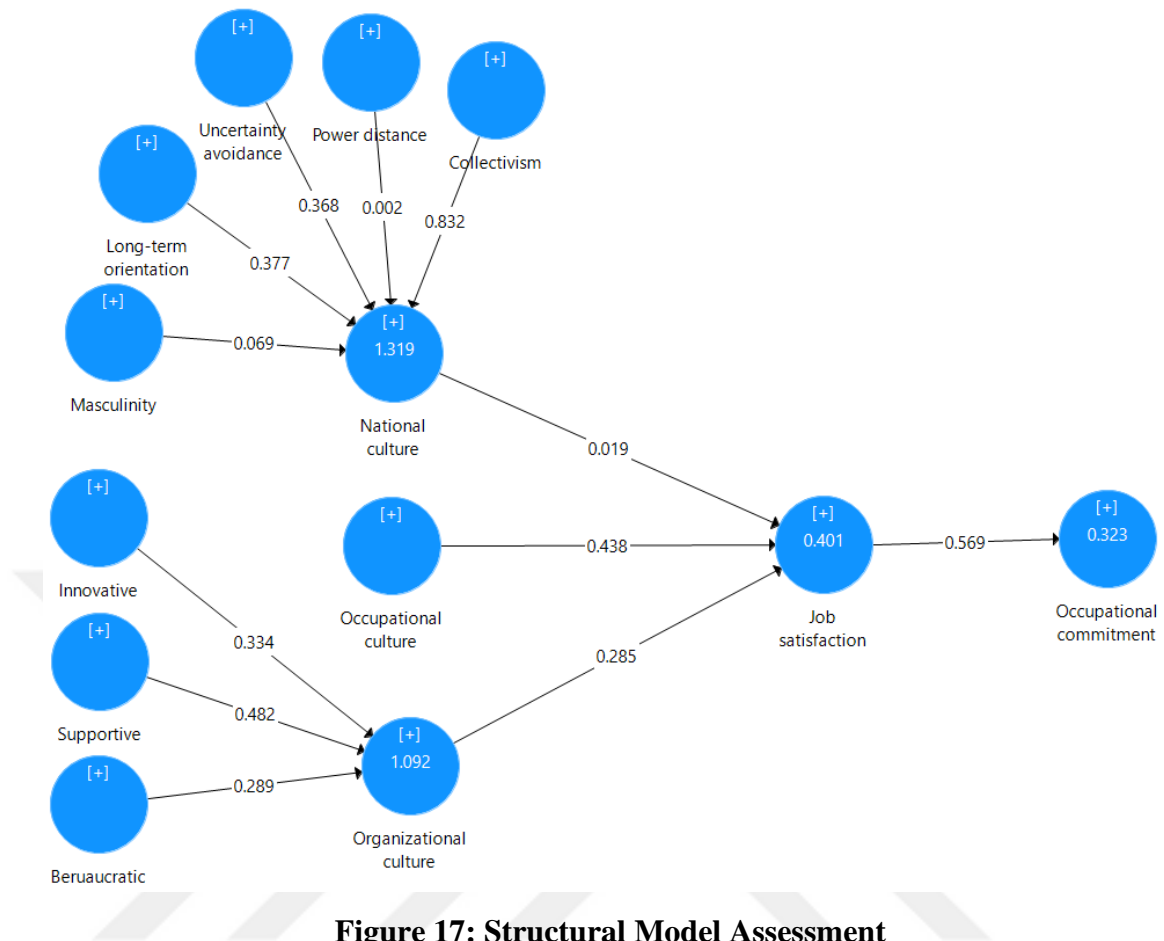 [+]
Uncertainty
avoidance
[+]
Power distance
[+]
Collectivism
[+]
Long-term
orientation
[+]
Masculinity
0.368
0.002
0.832
0.377
0.069
[+]
1.319
National
culture
0.019
[+]
Innovative
[+]
Supportive
[+]
Beruaucratic
0.334
0.482
0.289
[+]
Occupational
culture
0.438
[+]
1.092
Organizational
culture
0.285
[+]
0.401
Job
satisfaction
0.569
[+]
0.323
Occupational
commitment
Figure 17: Structural Model Assessment